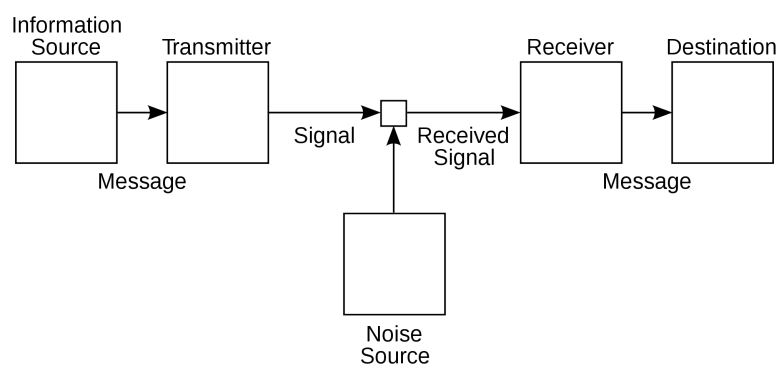 Information
Source
Transmitter
Receiver
Destination
Signal
Received
Signal
Message
Message
Noise
Source